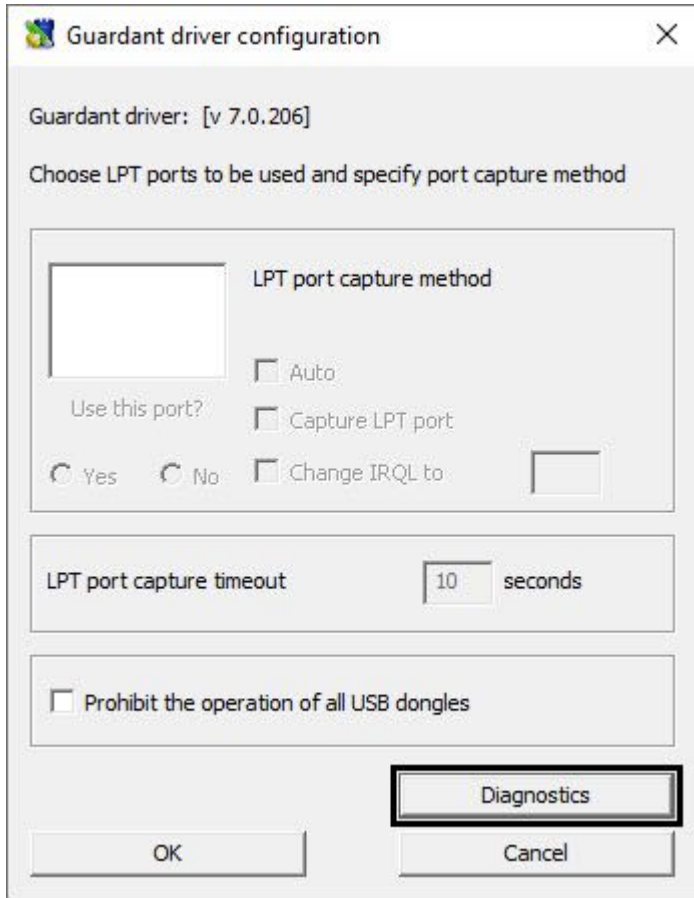 Guardant driver configuration
Guardant driver: [v 7.0.206]
Choose LPT ports to be used and specify port capture method
LPT port capture method
Auto
Use this port?
Capture LPT port
Yes No Change IRQL to
LPT port capture timeout 10 seconds
Prohibit the operation of all USB dongles
Diagnostics
OK Cancel